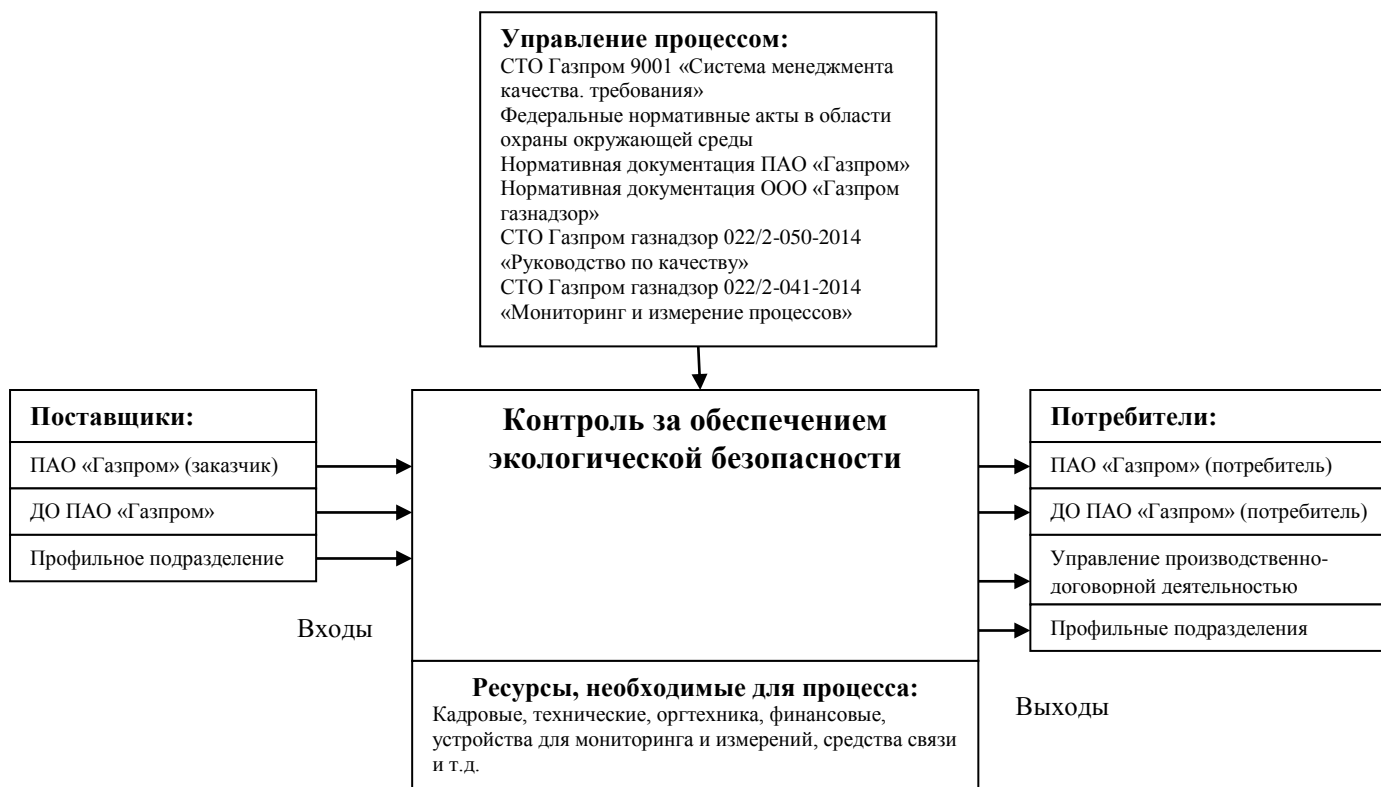 Управление процессом:
СТО Газпром 9001 «Система менеджмента
качества. требования»
Федеральные нормативные акты в области
охраны окружающей среды
Нормативная документация ПАО «Газпром»
Нормативная документация ООО «Газпром
газнадзор»
СТО Газпром газнадзор 022/2-050-2014
«Руководство по качеству»
СТО Газпром газнадзор 022/2-041-2014
«Мониторинг и измерение процессов»
Поставщики:
ПАО «Газпром» (заказчик)
ДО ПАО «Газпром»
Профильное подразделение
Входы
Контроль за обеспечением
экологической безопасности
Ресурсы, необходимые для процесса:
Кадровые, технические, оргтехника, финансовые,
устройства для мониторинга и измерений, средства связи
и т.д.
Потребители:
ПАО «Газпром» (потребитель)
ДО ПАО «Газпром» (потребитель)
Управление производственно-
договорной деятельностью
Профильные подразделения
Выходы